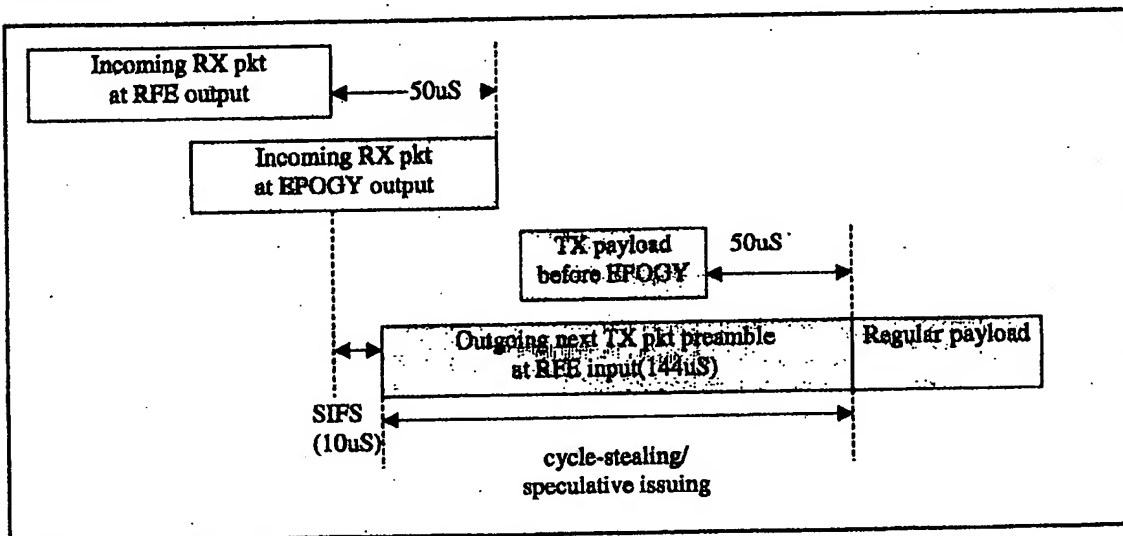 Incoming RX pkt
at RFE output
50uS
Incoming RX pkt
at EPOGY output
TX payload
before EPOGY
50uS
Outgoing next TX pkt preamble
at RFE input(144uS)
Regular payload
SIFS
(10uS)
cycle-stealing/
speculative issuing